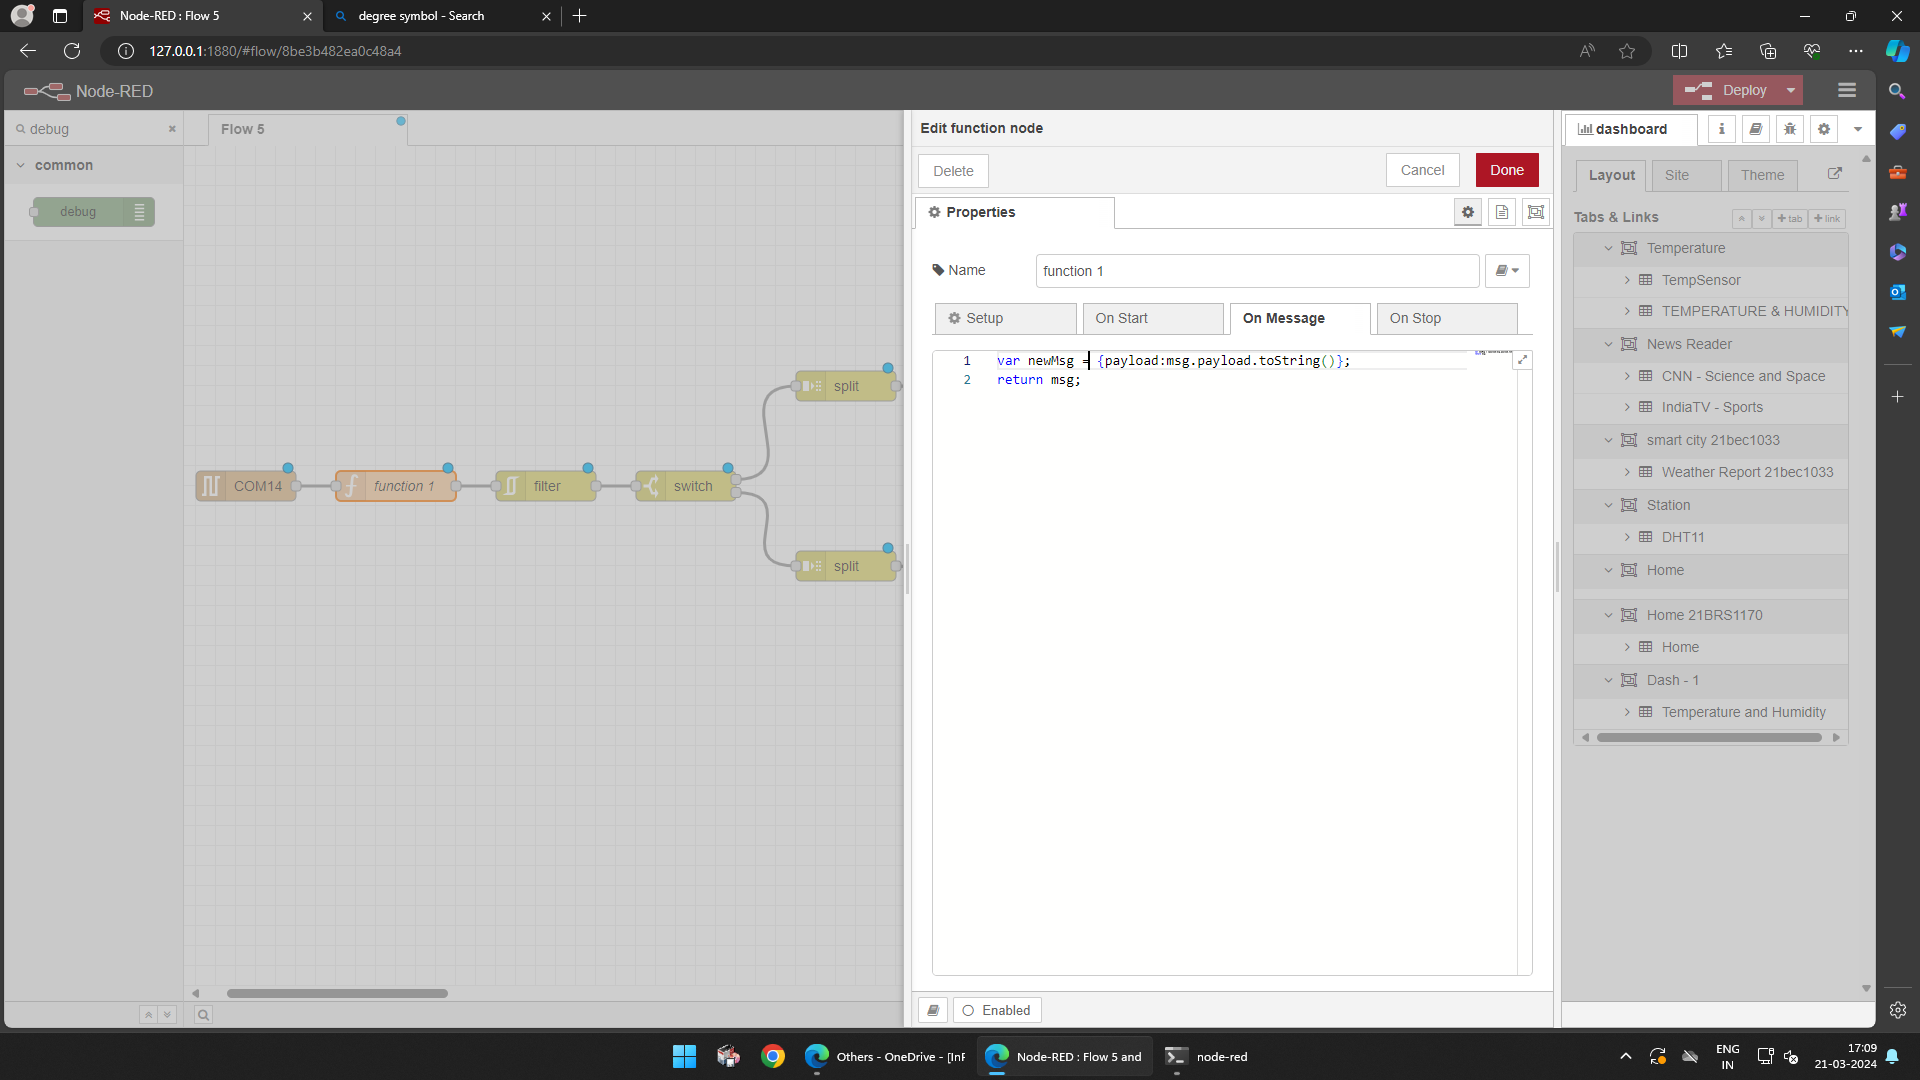 Node-RED : Flow 5
degree symbol - Search
127.0.0.1:1880/#flow/8be3b482ea0c48a4
Node-RED
Deploy
debug
Flow 5
common
debug
COM14
function 1
filter
switch
split
split
Edit function node
Delete
Cancel
Done
Properties
Name
function 1
Setup
On Start
On Message
On Stop
1 var newMsg = {payload:msg.payload.toString()};
2 return msg;
Enabled
dashboard
Layout
Site
Theme
Tabs & Links
+ tab
+ link
Temperature
TempSensor
TEMPERATURE & HUMIDITY
News Reader
CNN - Science and Space
IndiaTV - Sports
smart city 21bec1033
Weather Report 21bec1033
Station
DHT11
Home
Home 21BRS1170
Home
Dash - 1
Temperature and Humidity
Others - OneDrive - [InF
Node-RED : Flow 5 and
node-red
ENG
IN
17:09
21-03-2024